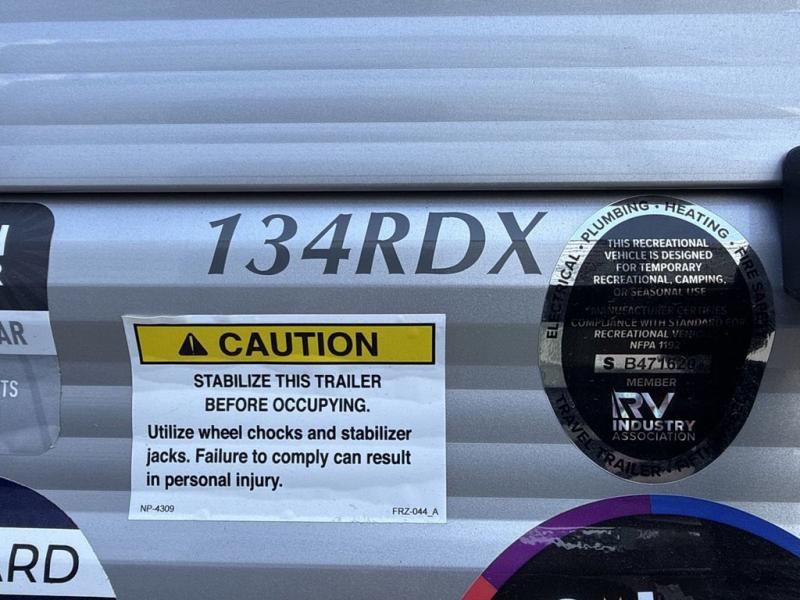 134RDX
AR
TS
CAUTION
STABILIZE THIS TRAILER
BEFORE OCCUPYING.
Utilize wheel chocks and stabilizer
jacks. Failure to comply can result
in personal injury.
NP-4309
FRZ-044_A
ELECTRICAL · PLUMBING · HEATING · FIRE SAFETY
THIS RECREATIONAL
VEHICLE IS DESIGNED
FOR TEMPORARY
RECREATIONAL, CAMPING,
OR SEASONAL USE
MANUFACTURER CERTIFIES
COMPLIANCE WITH STANDARD FOR
RECREATIONAL
NFPA 1192
S B471620
MEMBER
RV
INDUSTRY
ASSOCIATION
TRAVEL TRAILER · FIFTH
ARD